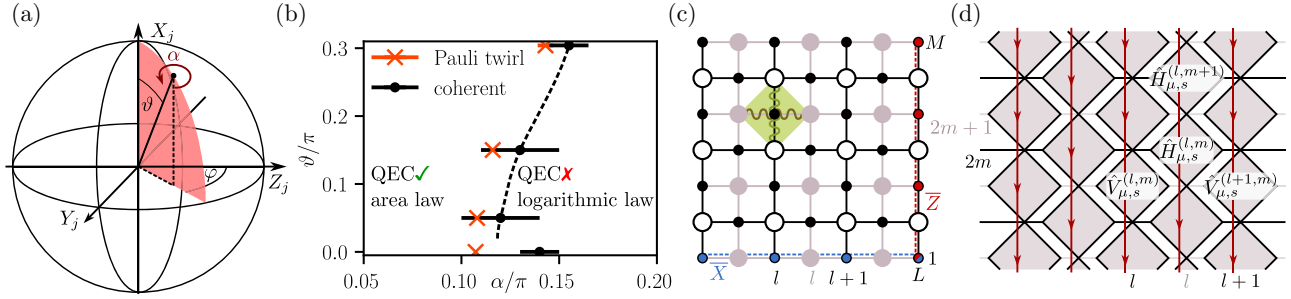 (a)
X_j
α
ϑ
φ
Z_j
Y_j
(b)
ϑ/π
0.3
0.2
0.1
0.0
Pauli twirl
coherent
QEC✓
area law
QEC✗
logarithmic law
0.05
0.10
α/π
0.15
0.20
(c)
M
2m + 1
2m
Z̅
X̅
1
l
l
l + 1
L
(d)
Ĥ_{μ,s}^{(l,m+1)}
Ĥ_{μ,s}^{(l,m)}
V̂_{μ,s}^{(l,m)}
V̂_{μ,s}^{(l+1,m)}
l
l
l + 1